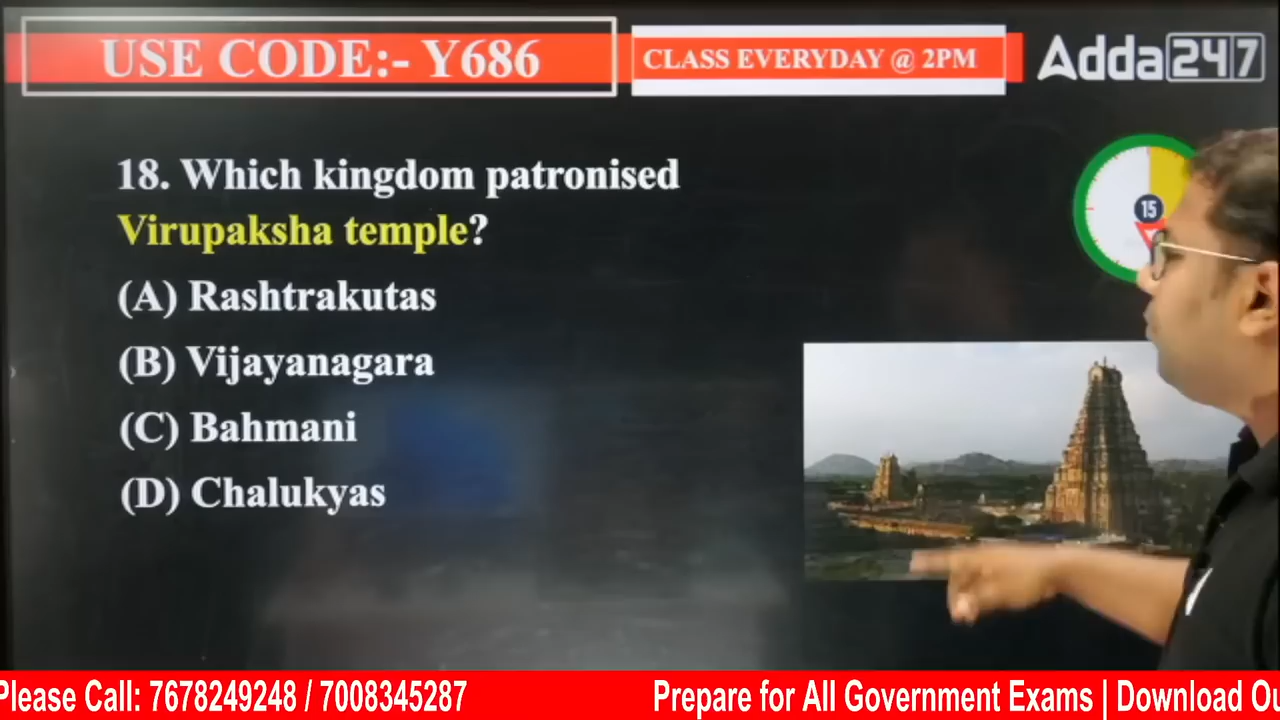 USE CODE:- Y686
CLASS EVERYDAY @ 2PM
Adda247
18. Which kingdom patronised
Virupaksha temple?
15
(A) Rashtrakutas
(B) Vijayanagara
(C) Bahmani
(D) Chalukyas
Please Call: 7678249248 / 7008345287
Prepare for All Government Exams | Download Ou